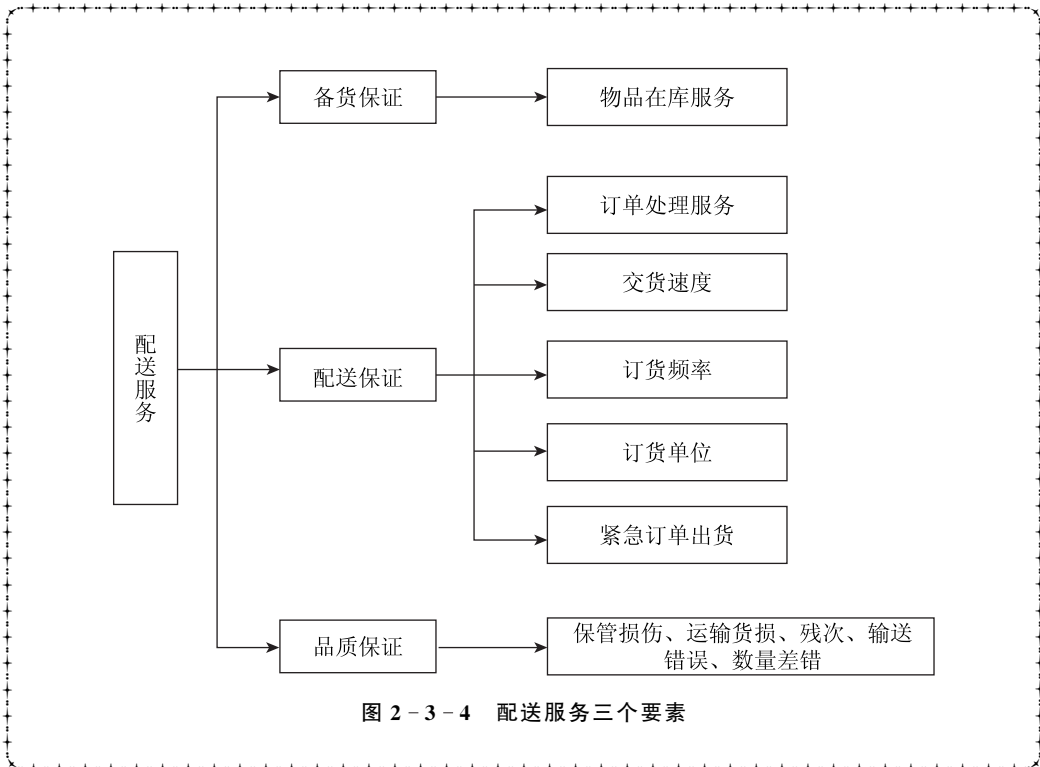 备货保证
物品在库服务
配送服务
配送保证
订单处理服务
交货速度
订货频率
订货单位
紧急订单出货
品质保证
保管损伤、运输货损、残次、输送
错误、数量差错
图 2－3－4 配送服务三个要素